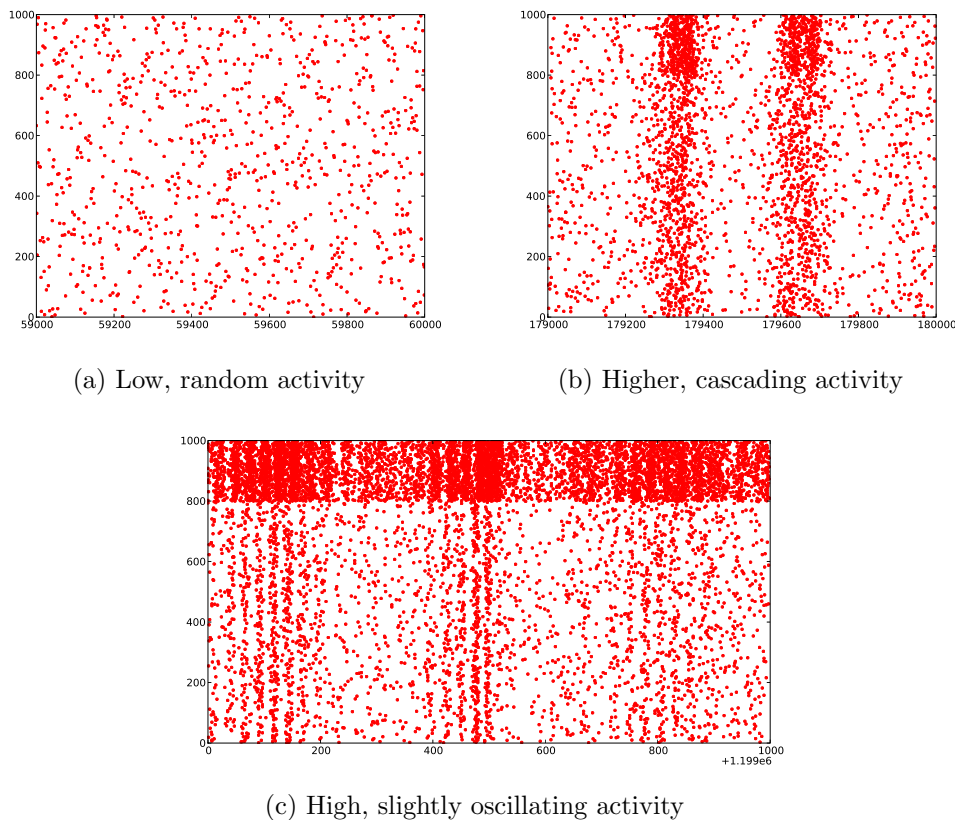 1000
800
600
400
200
0
59000 59200 59400 59600 59800 60000
(a) Low, random activity
1000
800
600
400
200
0
179000 179200 179400 179600 179800 180000
(b) Higher, cascading activity
1000
800
600
400
200
0
0 200 400 600 800 1000
+1.199e6
(c) High, slightly oscillating activity